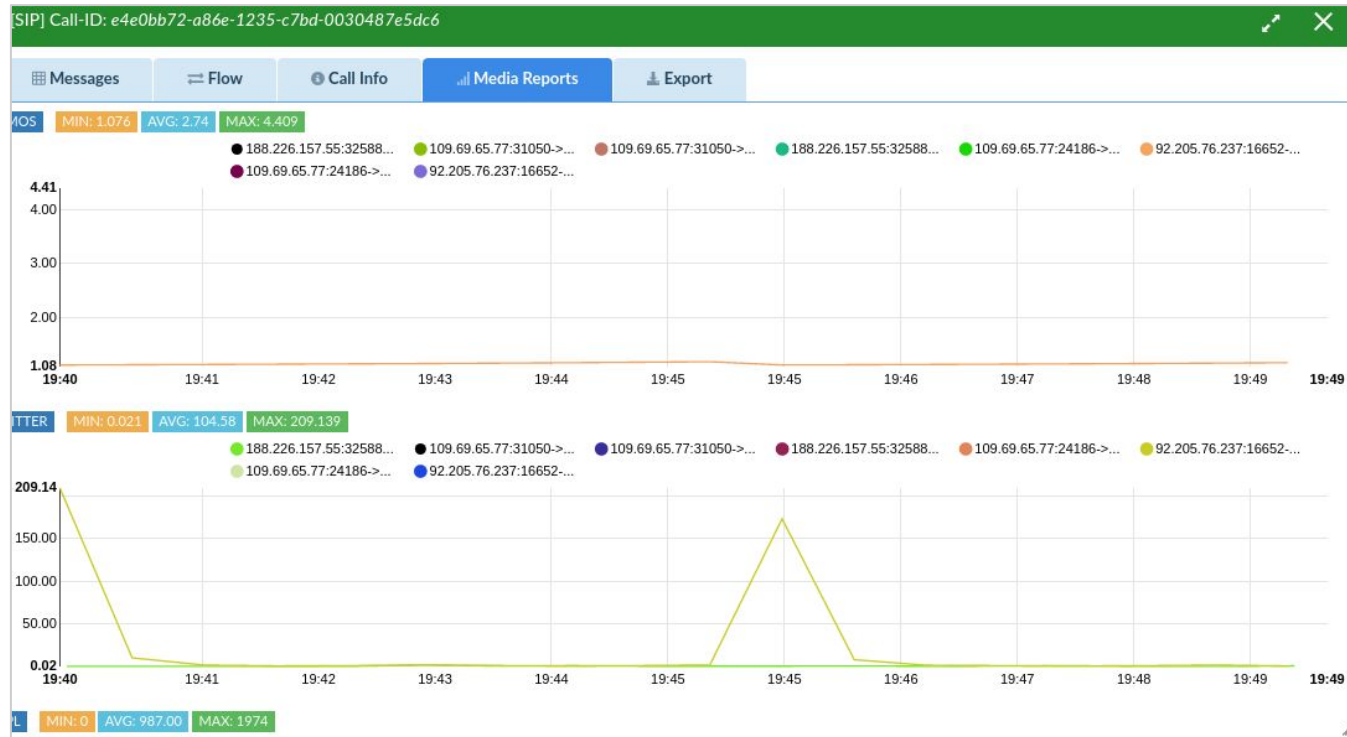 [SIP] Call-ID: e4e0bb72-a86e-1235-c7bd-0030487e5dc6
Messages Flow Call Info Media Reports Export
MOS MIN: 1.076 AVG: 2.74 MAX: 4.409
188.226.157.55:32588... 109.69.65.77:31050->... 109.69.65.77:31050->... 188.226.157.55:32588... 109.69.65.77:24186->... 92.205.76.237:16652-...
109.69.65.77:24186->... 92.205.76.237:16652-...
4.41
4.00
3.00
2.00
1.08
19:40 19:41 19:42 19:43 19:44 19:45 19:45 19:46 19:47 19:48 19:49 19:49
ITTER MIN: 0.021 AVG: 104.58 MAX: 209.139
188.226.157.55:32588... 109.69.65.77:31050->... 109.69.65.77:31050->... 188.226.157.55:32588... 109.69.65.77:24186->... 92.205.76.237:16652-...
109.69.65.77:24186->... 92.205.76.237:16652-...
209.14
150.00
100.00
50.00
0.02
19:40 19:41 19:42 19:43 19:44 19:45 19:45 19:46 19:47 19:48 19:49 19:49
L MIN: 0 AVG: 987.00 MAX: 1974